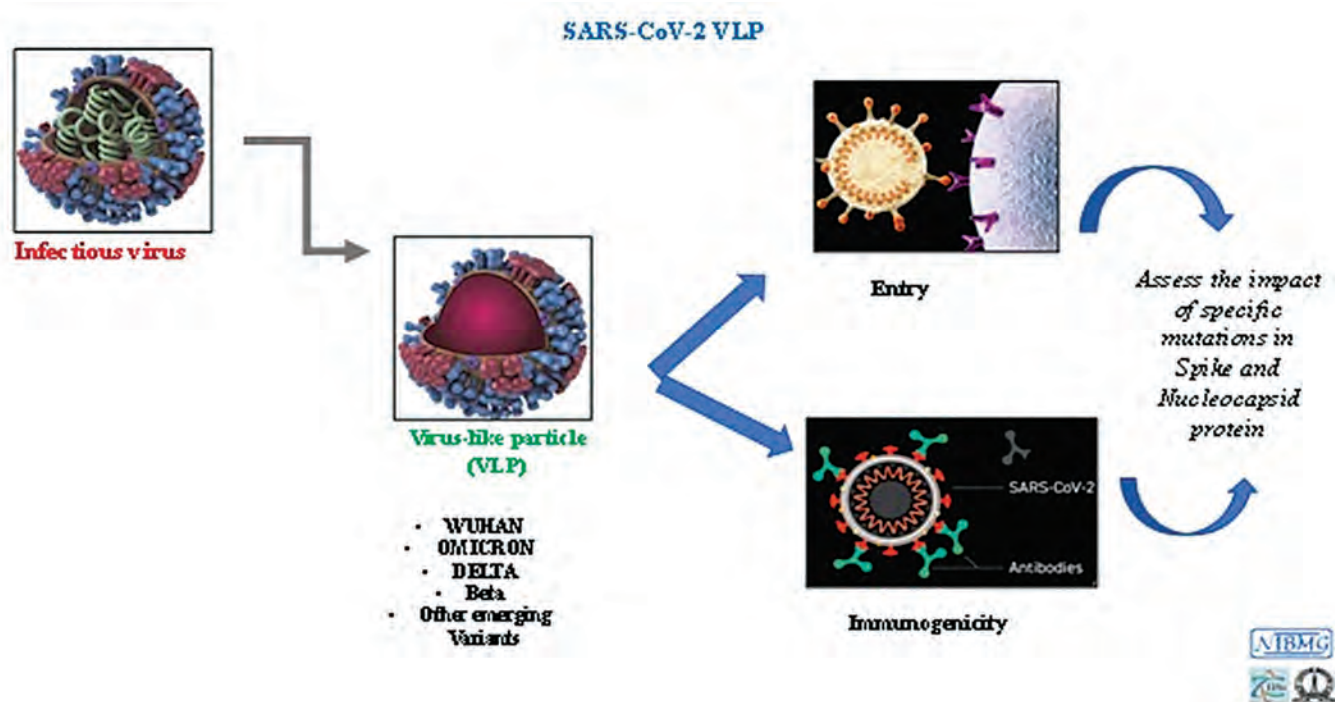 SARS-CoV-2 VLP
Infectious virus
Virus-like particle
(VLP)
• WUHAN
• OMICRON
• DELTA
• Beta
• Other emerging
Variants
Entry
SARS-CoV-2
Antibodies
Immunogenicity
Assess the impact
of specific
mutations in
Spike and
Nucleocapsid
protein
NIBMG